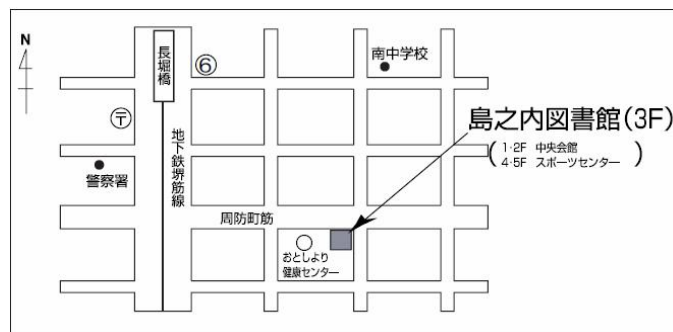 N
長堀橋
⑥
南中学校
〒
地下鉄堺筋線
警察署
島之内図書館(3F)
(1·2F 中央会館
4·5F スポーツセンター)
周防町筋
おとしより
健康センター